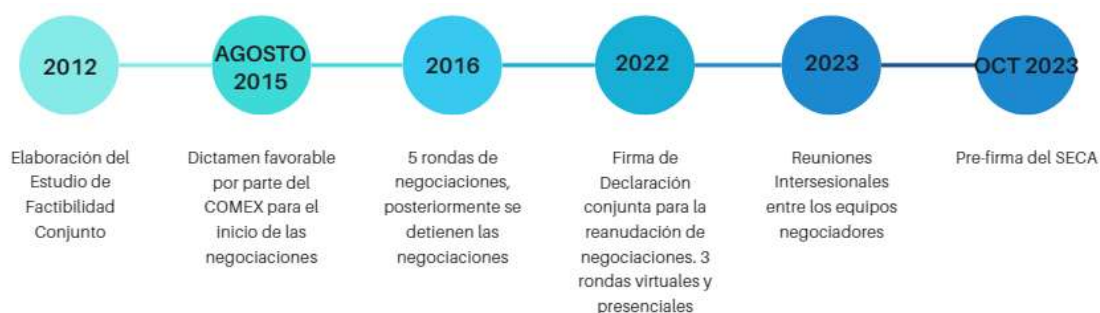 2012
AGOSTO
2015
2016
2022
2023
OCT 2023
Elaboración del
Estudio de
Factibilidad
Conjunto
Dictamen favorable
por parte del
COMEX para el
inicio de las
negociaciones
5 rondas de
negociaciones,
posteriormente se
detienen las
negociaciones
Firma de
Declaración
conjunta para la
reanudación de
negociaciones. 3
rondas virtuales y
presenciales
Reuniones
Intersesionales
entre los equipos
negociadores
Pre-firma del SECA